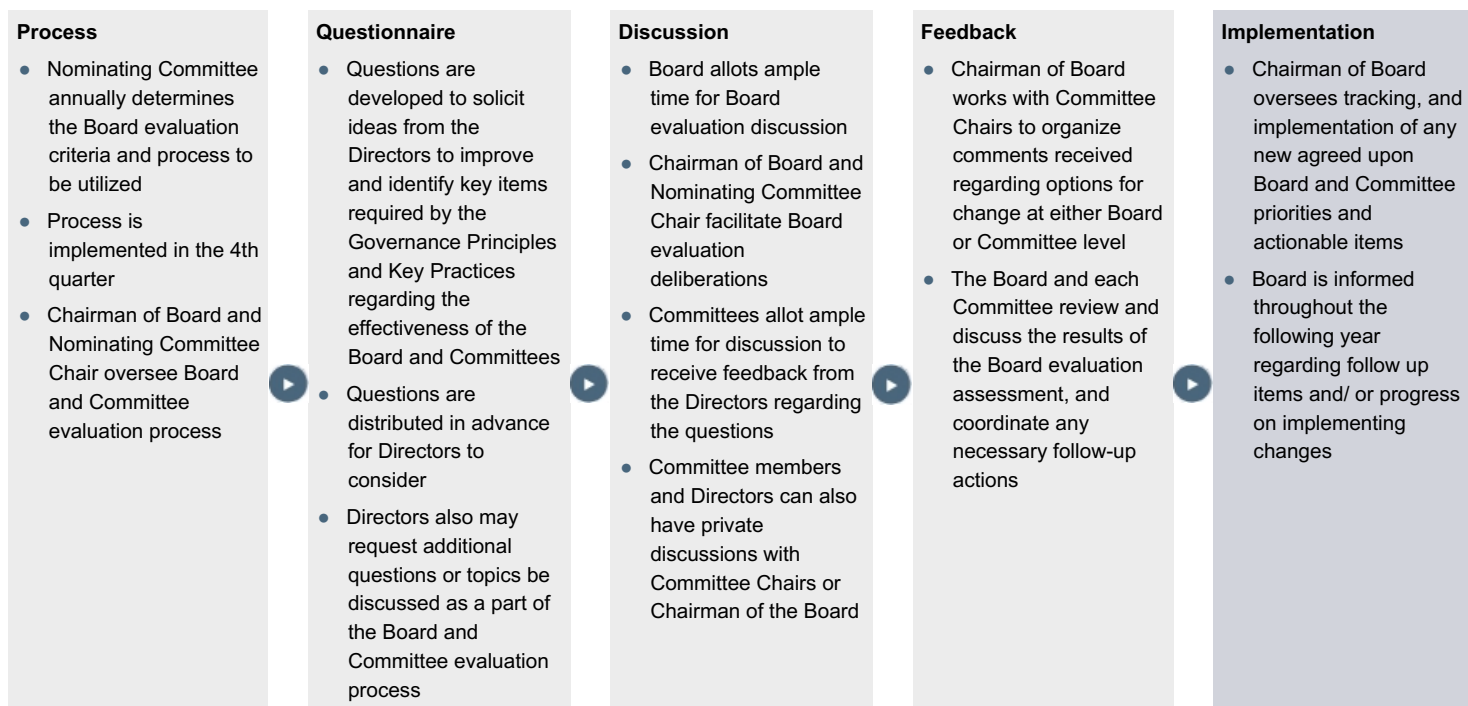 Process
● Nominating Committee
annually determines
the Board evaluation
criteria and process to
be utilized
● Process is
implemented in the 4th
quarter
● Chairman of Board and
Nominating Committee
Chair oversee Board
and Committee
evaluation process
Questionnaire
● Questions are
developed to solicit
ideas from the
Directors to improve
and identify key items
required by the
Governance Principles
and Key Practices
regarding the
effectiveness of the
Board and Committees
● Questions are
distributed in advance
for Directors to
consider
● Directors also may
request additional
questions or topics be
discussed as a part of
the Board and
Committee evaluation
process
Discussion
● Board allots ample
time for Board
evaluation discussion
● Chairman of Board and
Nominating Committee
Chair facilitate Board
evaluation
deliberations
● Committees allot ample
time for discussion to
receive feedback from
the Directors regarding
the questions
● Committee members
and Directors can also
have private
discussions with
Committee Chairs or
Chairman of the Board
Feedback
● Chairman of Board
works with Committee
Chairs to organize
comments received
regarding options for
change at either Board
or Committee level
● The Board and each
Committee review and
discuss the results of
the Board evaluation
assessment, and
coordinate any
necessary follow-up
actions
Implementation
● Chairman of Board
oversees tracking, and
implementation of any
new agreed upon
Board and Committee
priorities and
actionable items
● Board is informed
throughout the
following year
regarding follow up
items and/ or progress
on implementing
changes